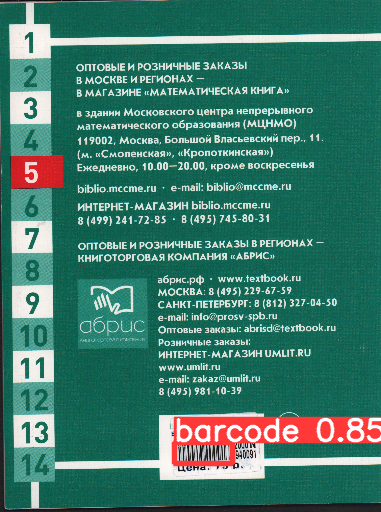 1
2
3
4
5
6
7
8
9
10
11
12
13
14
ОПТОВЫЕ И РОЗНИЧНЫЕ ЗАКАЗЫ
В МОСКВЕ И РЕГИОНАХ —
В МАГАЗИНЕ «МАТЕМАТИЧЕСКАЯ КНИГА»
в здании Московского центра непрерывного
математического образования (МЦНМО)
119002, Москва, Большой Власьевский пер., 11.
(м. «Смоленская», «Кропоткинская»)
Ежедневно, 10.00—20.00, кроме воскресенья
biblio.mccme.ru · e-mail: biblio@mccme.ru
ИНТЕРНЕТ-МАГАЗИН biblio.mccme.ru
8 (499) 241-72-85 · 8 (495) 745-80-31
ОПТОВЫЕ И РОЗНИЧНЫЕ ЗАКАЗЫ В РЕГИОНАХ —
КНИГОТОРГОВАЯ КОМПАНИЯ «АБРИС»
абрис
абрис.рф · www.textbook.ru
МОСКВА: 8 (495) 229-67-59
САНКТ-ПЕТЕРБУРГ: 8 (812) 327-04-50
e-mail: info@prosv-spb.ru
Оптовые заказы: abrisd@textbook.ru
Розничные заказы:
ИНТЕРНЕТ-МАГАЗИН UMLIT.RU
www.umlit.ru
e-mail: zakaz@umlit.ru
8 (495) 981-10-39
barcode 0.85
940091
Цена: